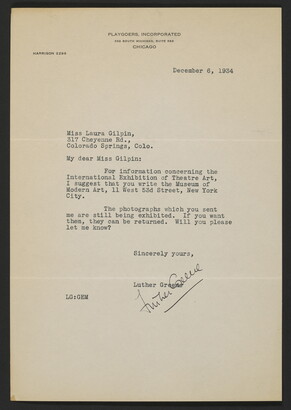 PLAYGOERS, INCORPORATED
CHICAGO
HARRISON
December 6, 1934
Miss Laura Gilpin,
317 Cheyenne Rd.,
Colorado Springs, Colo.
My dear Miss Gilpin:
For information concerning the
International Exhibition of Theatre Art,
I suggest that you write the Museum of
Modern Art, 11 West 53d Street, New York
City.
The photographs which you sent
me are still being exhibited. If you want
them, they can be returned. Will you please
let me know?
Sincerely yours,
Luther Greene
Luther Greene
LG:GEM